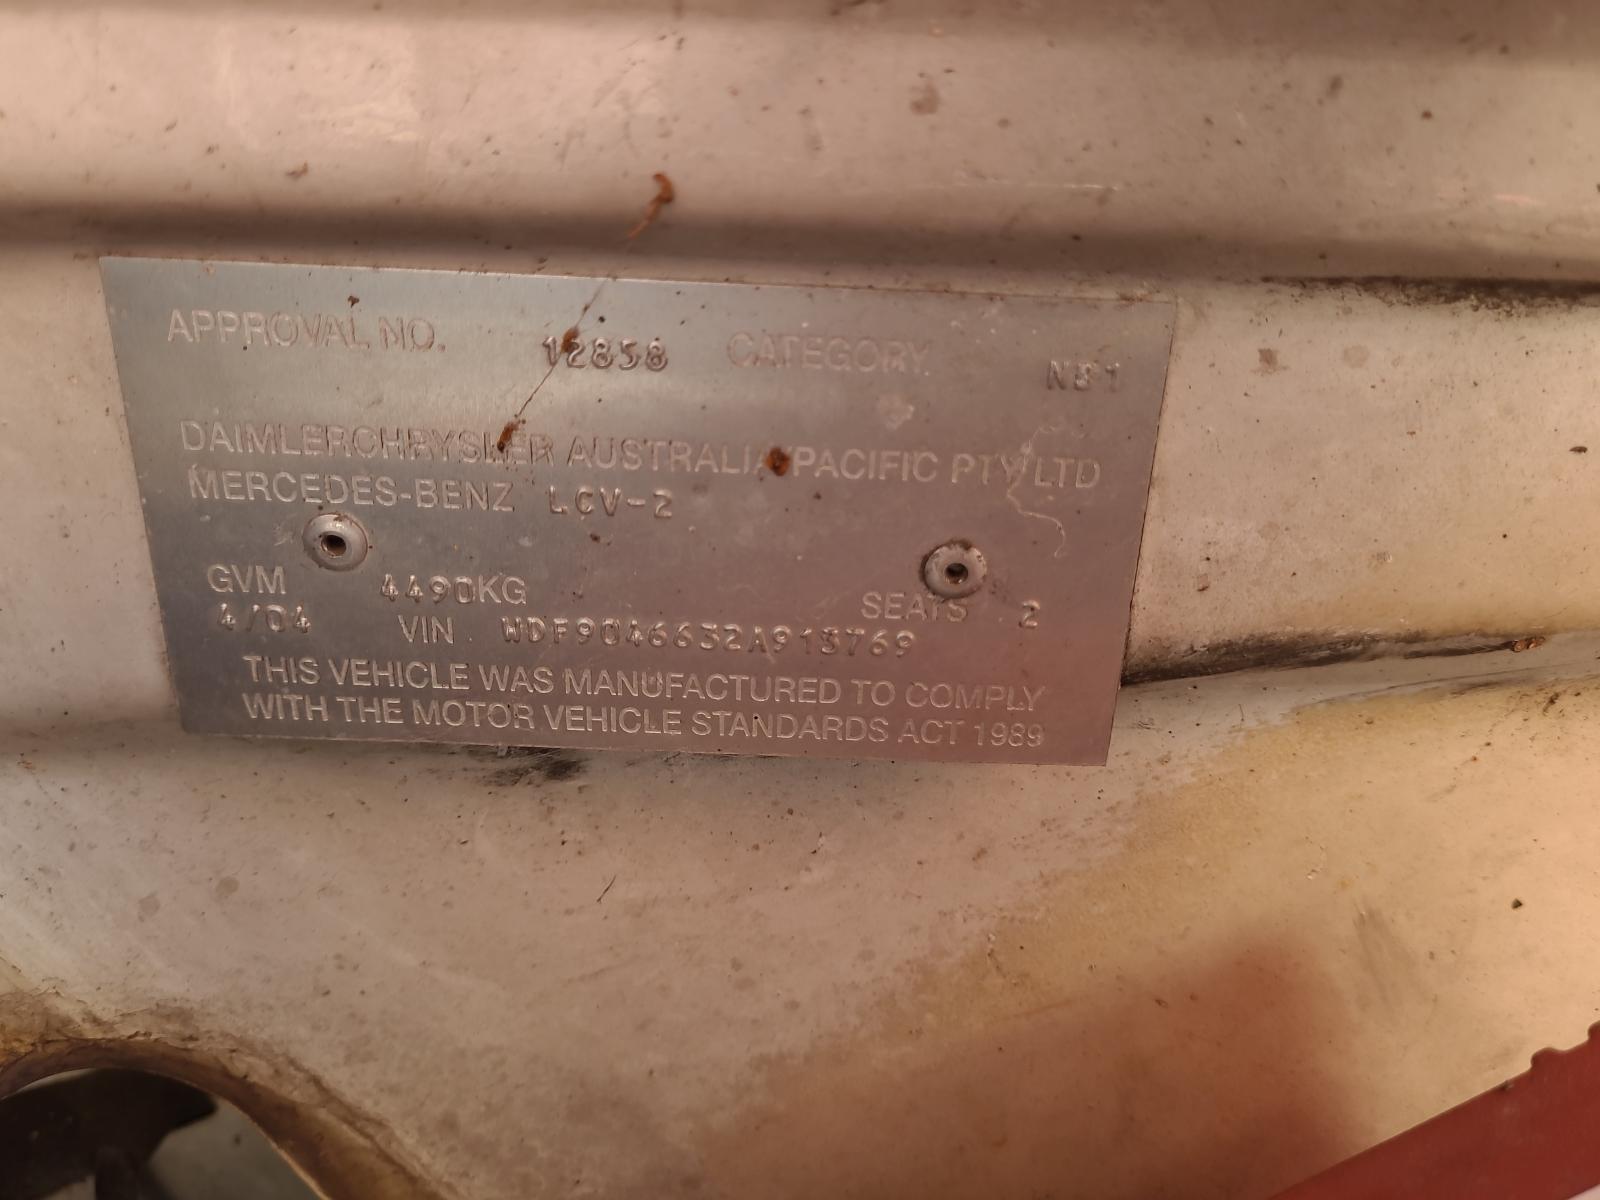 APPROVAL NO. 12838 CATEGORY. NB1
DAIMLERCHRYSLER AUSTRALIA/PACIFIC PTY LTD
MERCEDES-BENZ LCV-2
GVM 4490KG SEATS 2
4/04 VIN WDF9046632A913769
THIS VEHICLE WAS MANUFACTURED TO COMPLY
WITH THE MOTOR VEHICLE STANDARDS ACT 1989